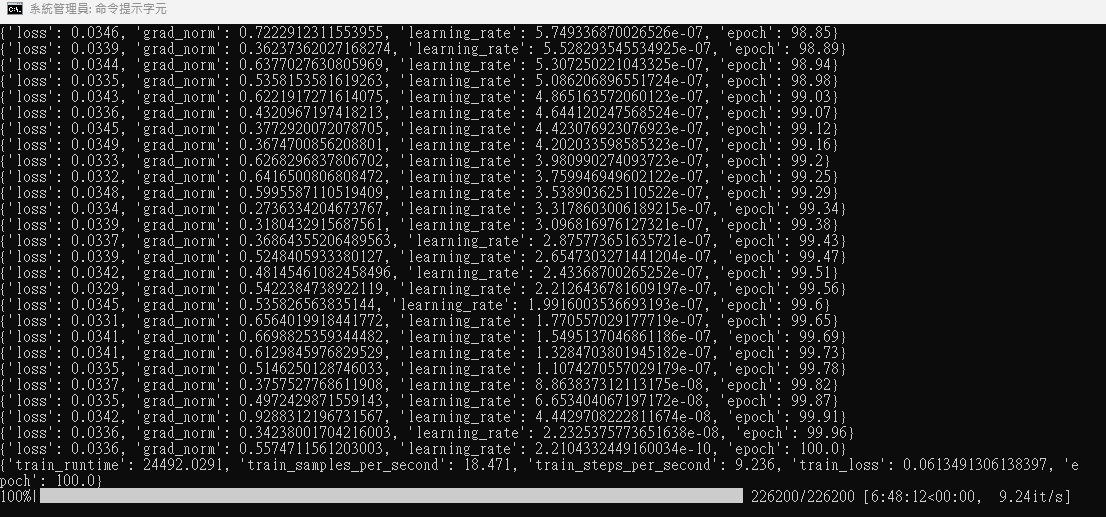 系統管理員: 命令提示字元
{'loss': 0.0346, 'grad_norm': 0.7222912311553955, 'learning_rate': 5.749336870026526e-07, 'epoch': 98.85}
{'loss': 0.0339, 'grad_norm': 0.36237362027168274, 'learning_rate': 5.528293545534925e-07, 'epoch': 98.89}
{'loss': 0.0344, 'grad_norm': 0.6377027630805969, 'learning_rate': 5.307250221043325e-07, 'epoch': 98.94}
{'loss': 0.0335, 'grad_norm': 0.5358153581619263, 'learning_rate': 5.086206896551724e-07, 'epoch': 98.98}
{'loss': 0.0343, 'grad_norm': 0.6221917271614075, 'learning_rate': 4.865163572060123e-07, 'epoch': 99.03}
{'loss': 0.0336, 'grad_norm': 0.4320967197418213, 'learning_rate': 4.644120247568524e-07, 'epoch': 99.07}
{'loss': 0.0345, 'grad_norm': 0.3772920072078705, 'learning_rate': 4.423076923076923e-07, 'epoch': 99.12}
{'loss': 0.0349, 'grad_norm': 0.3674700856208801, 'learning_rate': 4.202033598585323e-07, 'epoch': 99.16}
{'loss': 0.0333, 'grad_norm': 0.6268296837806702, 'learning_rate': 3.980990274093723e-07, 'epoch': 99.2}
{'loss': 0.0332, 'grad_norm': 0.6416500806808472, 'learning_rate': 3.759946949602122e-07, 'epoch': 99.25}
{'loss': 0.0348, 'grad_norm': 0.5995587110519409, 'learning_rate': 3.538903625110522e-07, 'epoch': 99.29}
{'loss': 0.0334, 'grad_norm': 0.2736334204673767, 'learning_rate': 3.3178603006189215e-07, 'epoch': 99.34}
{'loss': 0.0339, 'grad_norm': 0.3180432915687561, 'learning_rate': 3.096816976127321e-07, 'epoch': 99.38}
{'loss': 0.0337, 'grad_norm': 0.36864355206489563, 'learning_rate': 2.875773651635721e-07, 'epoch': 99.43}
{'loss': 0.0339, 'grad_norm': 0.5248405933380127, 'learning_rate': 2.6547303271441204e-07, 'epoch': 99.47}
{'loss': 0.0342, 'grad_norm': 0.48145461082458496, 'learning_rate': 2.43368700265252e-07, 'epoch': 99.51}
{'loss': 0.0329, 'grad_norm': 0.5422384738922119, 'learning_rate': 2.2126436781609197e-07, 'epoch': 99.56}
{'loss': 0.0345, 'grad_norm': 0.535826563835144, 'learning_rate': 1.9916003536693193e-07, 'epoch': 99.6}
{'loss': 0.0331, 'grad_norm': 0.6564019918441772, 'learning_rate': 1.770557029177719e-07, 'epoch': 99.65}
{'loss': 0.0341, 'grad_norm': 0.6698825359344482, 'learning_rate': 1.5495137046861186e-07, 'epoch': 99.69}
{'loss': 0.0341, 'grad_norm': 0.6129845976829529, 'learning_rate': 1.3284703801945182e-07, 'epoch': 99.73}
{'loss': 0.0335, 'grad_norm': 0.5146250128746033, 'learning_rate': 1.1074270557029179e-07, 'epoch': 99.78}
{'loss': 0.0337, 'grad_norm': 0.3757527768611908, 'learning_rate': 8.863837312113175e-08, 'epoch': 99.82}
{'loss': 0.0335, 'grad_norm': 0.4972429871559143, 'learning_rate': 6.653404067197172e-08, 'epoch': 99.87}
{'loss': 0.0342, 'grad_norm': 0.9288312196731567, 'learning_rate': 4.4429708222811674e-08, 'epoch': 99.91}
{'loss': 0.0336, 'grad_norm': 0.34238001704216003, 'learning_rate': 2.2325375773651638e-08, 'epoch': 99.96}
{'loss': 0.0336, 'grad_norm': 0.5574711561203003, 'learning_rate': 2.2104332449160034e-10, 'epoch': 100.0}
{'train_runtime': 24492.0291, 'train_samples_per_second': 18.471, 'train_steps_per_second': 9.236, 'train_loss': 0.0613491306138397, 'e
poch': 100.0}
100%| 226200/226200 [6:48:12<00:00, 9.24it/s]